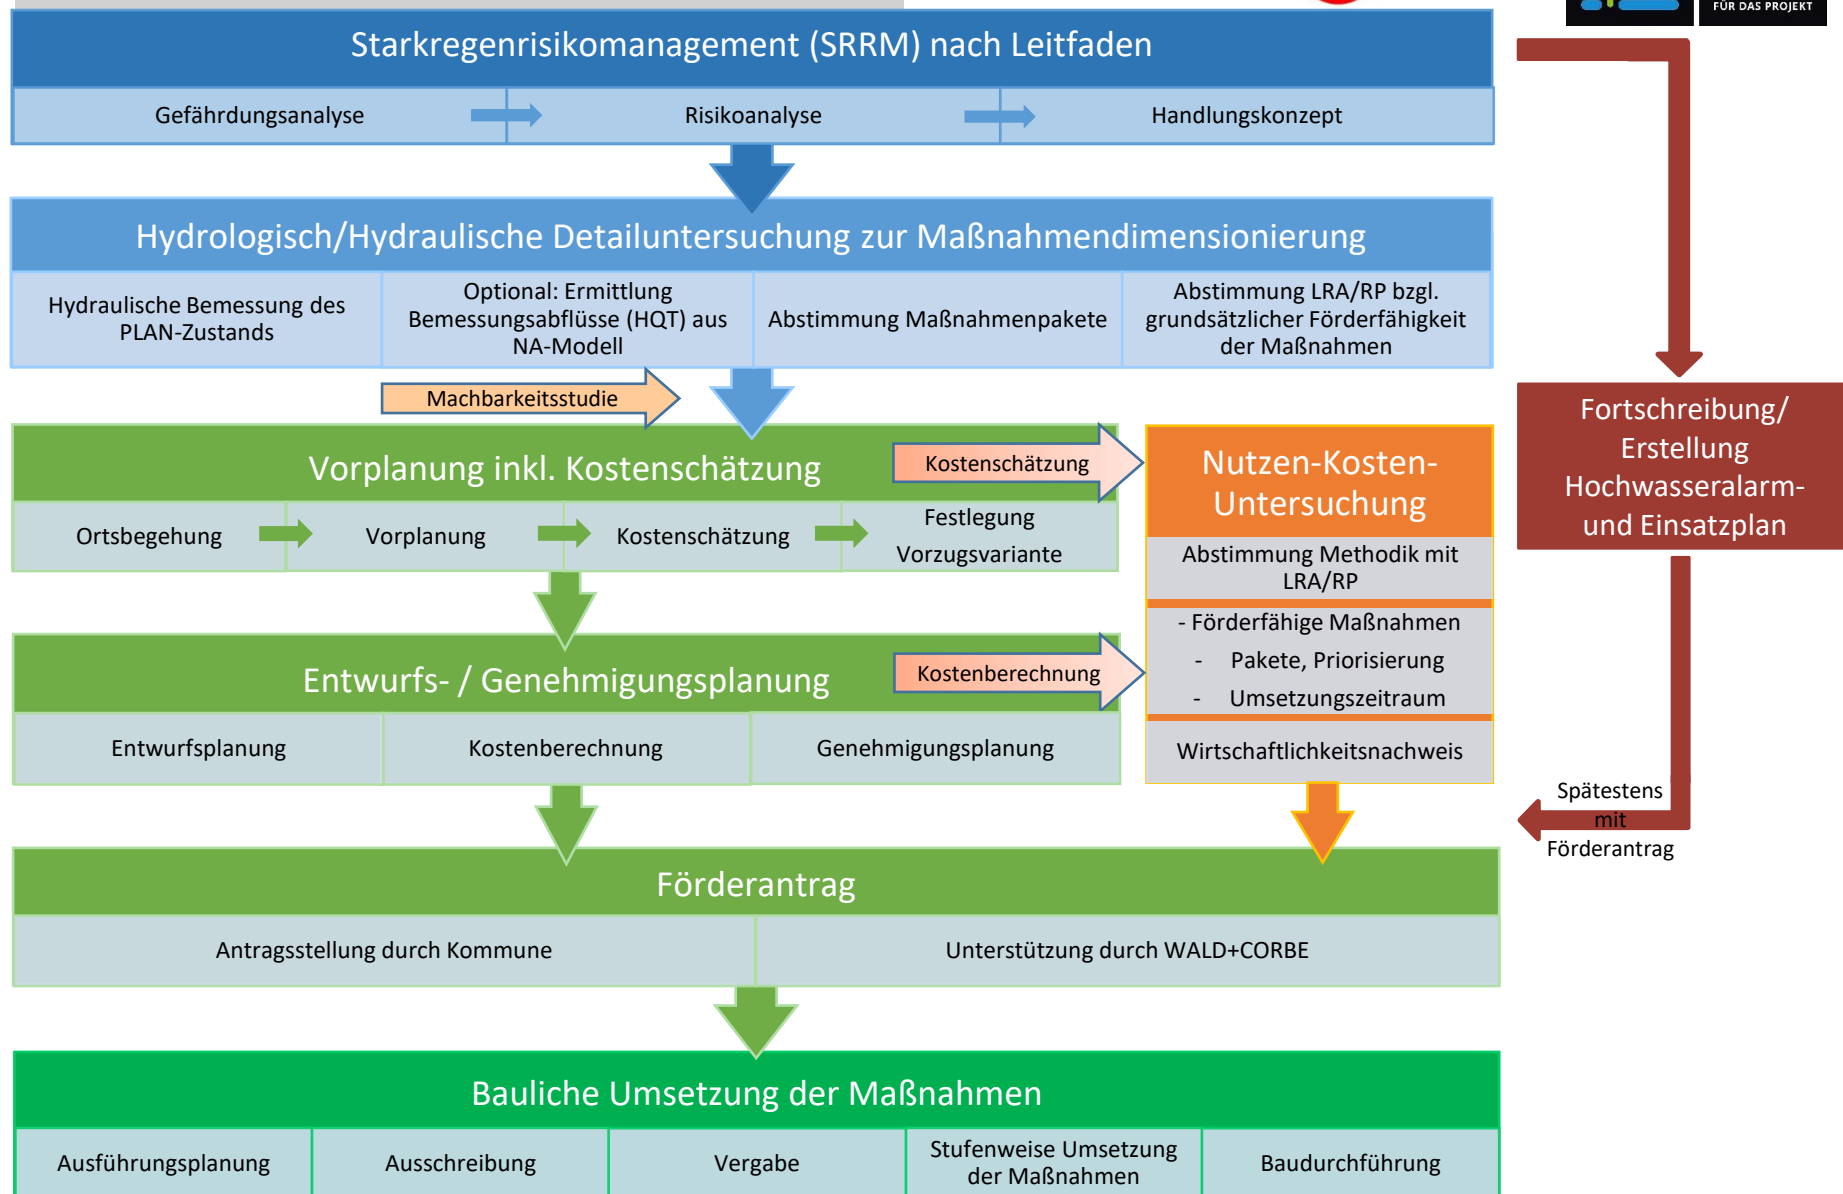 FÜR DAS PROJEKT
Starkregenrisikomanagement (SRRM) nach Leitfaden
Gefährdungsanalyse
Risikoanalyse
Handlungskonzept
Hydrologisch/Hydraulische Detailuntersuchung zur Maßnahmendimensionierung
Hydraulische Bemessung des
PLAN-Zustands
Optional: Ermittlung
Bemessungsabflüsse (HQT) aus
NA-Modell
Abstimmung Maßnahmenpakete
Abstimmung LRA/RP bzgl.
grundsätzlicher Förderfähigkeit
der Maßnahmen
Machbarkeitsstudie
Vorplanung inkl. Kostenschätzung
Kostenschätzung
Ortsbegehung
Vorplanung
Kostenschätzung
Festlegung
Vorzugsvariante
Nutzen-Kosten-
Untersuchung
Abstimmung Methodik mit
LRA/RP
- Förderfähige Maßnahmen
- Pakete, Priorisierung
- Umsetzungszeitraum
Wirtschaftlichkeitsnachweis
Fortschreibung/
Erstellung
Hochwasseralarm-
und Einsatzplan
Spätestens
mit
Förderantrag
Entwurfs- / Genehmigungsplanung
Kostenberechnung
Entwurfsplanung
Kostenberechnung
Genehmigungsplanung
Förderantrag
Antragsstellung durch Kommune
Unterstützung durch WALD+CORBE
Bauliche Umsetzung der Maßnahmen
Ausführungsplanung
Ausschreibung
Vergabe
Stufenweise Umsetzung
der Maßnahmen
Baudurchführung